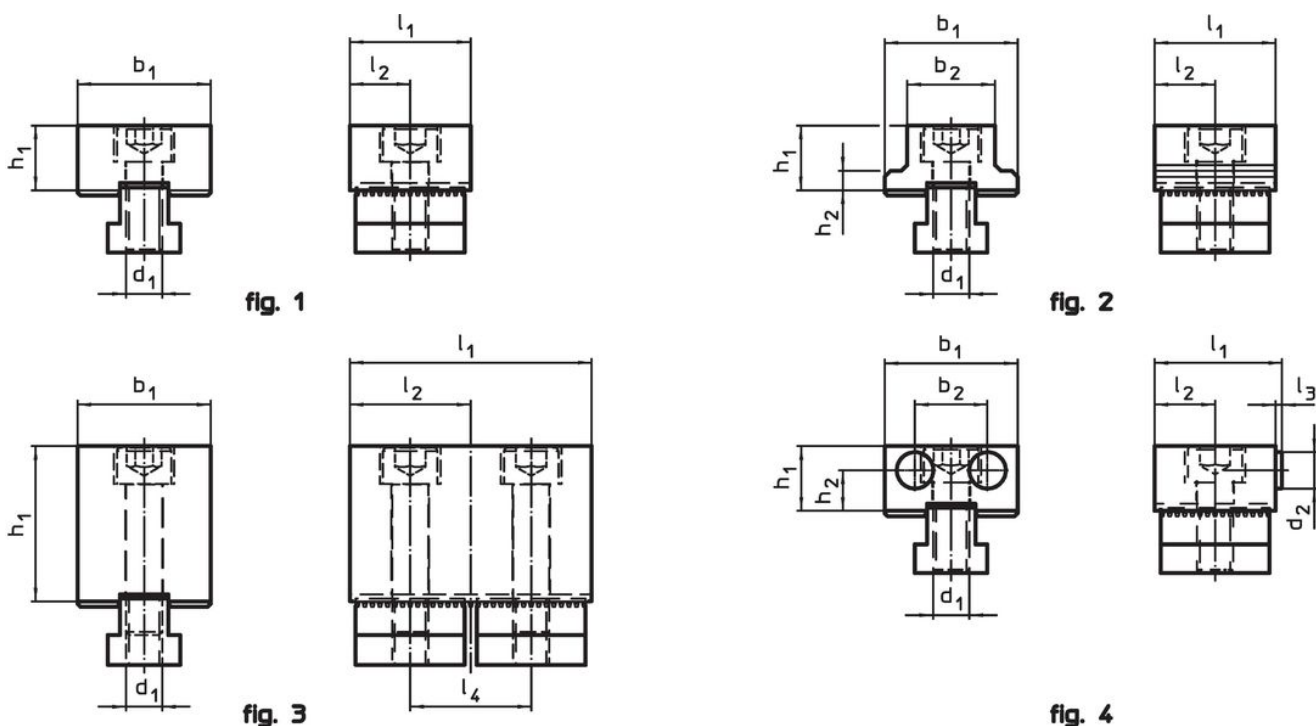 b₁
h₁
d₁
l₁
l₂
fig. 1
b₁
b₂
h₁
h₂
d₁
l₁
l₂
fig. 2
b₁
h₁
d₁
l₁
l₂
l₄
fig. 3
b₁
b₂
h₁
h₂
d₁
l₁
l₂
l₃
d₂
fig. 4